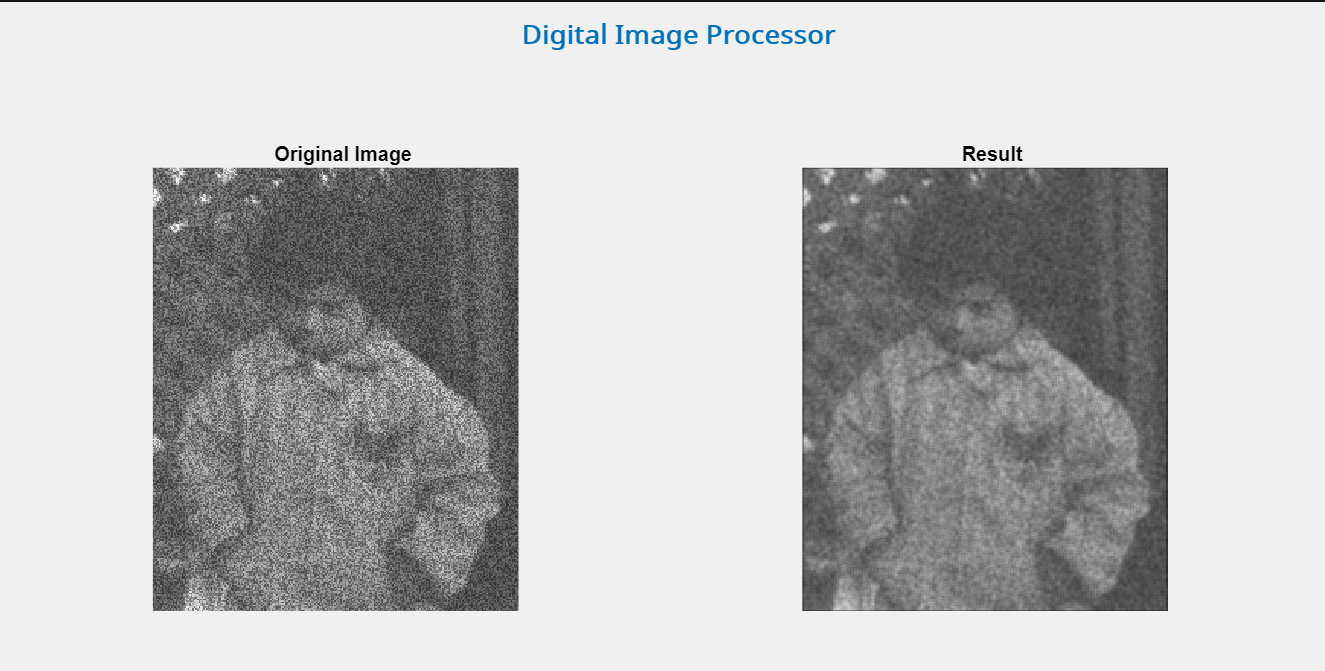 Digital Image Processor
Original Image
Result